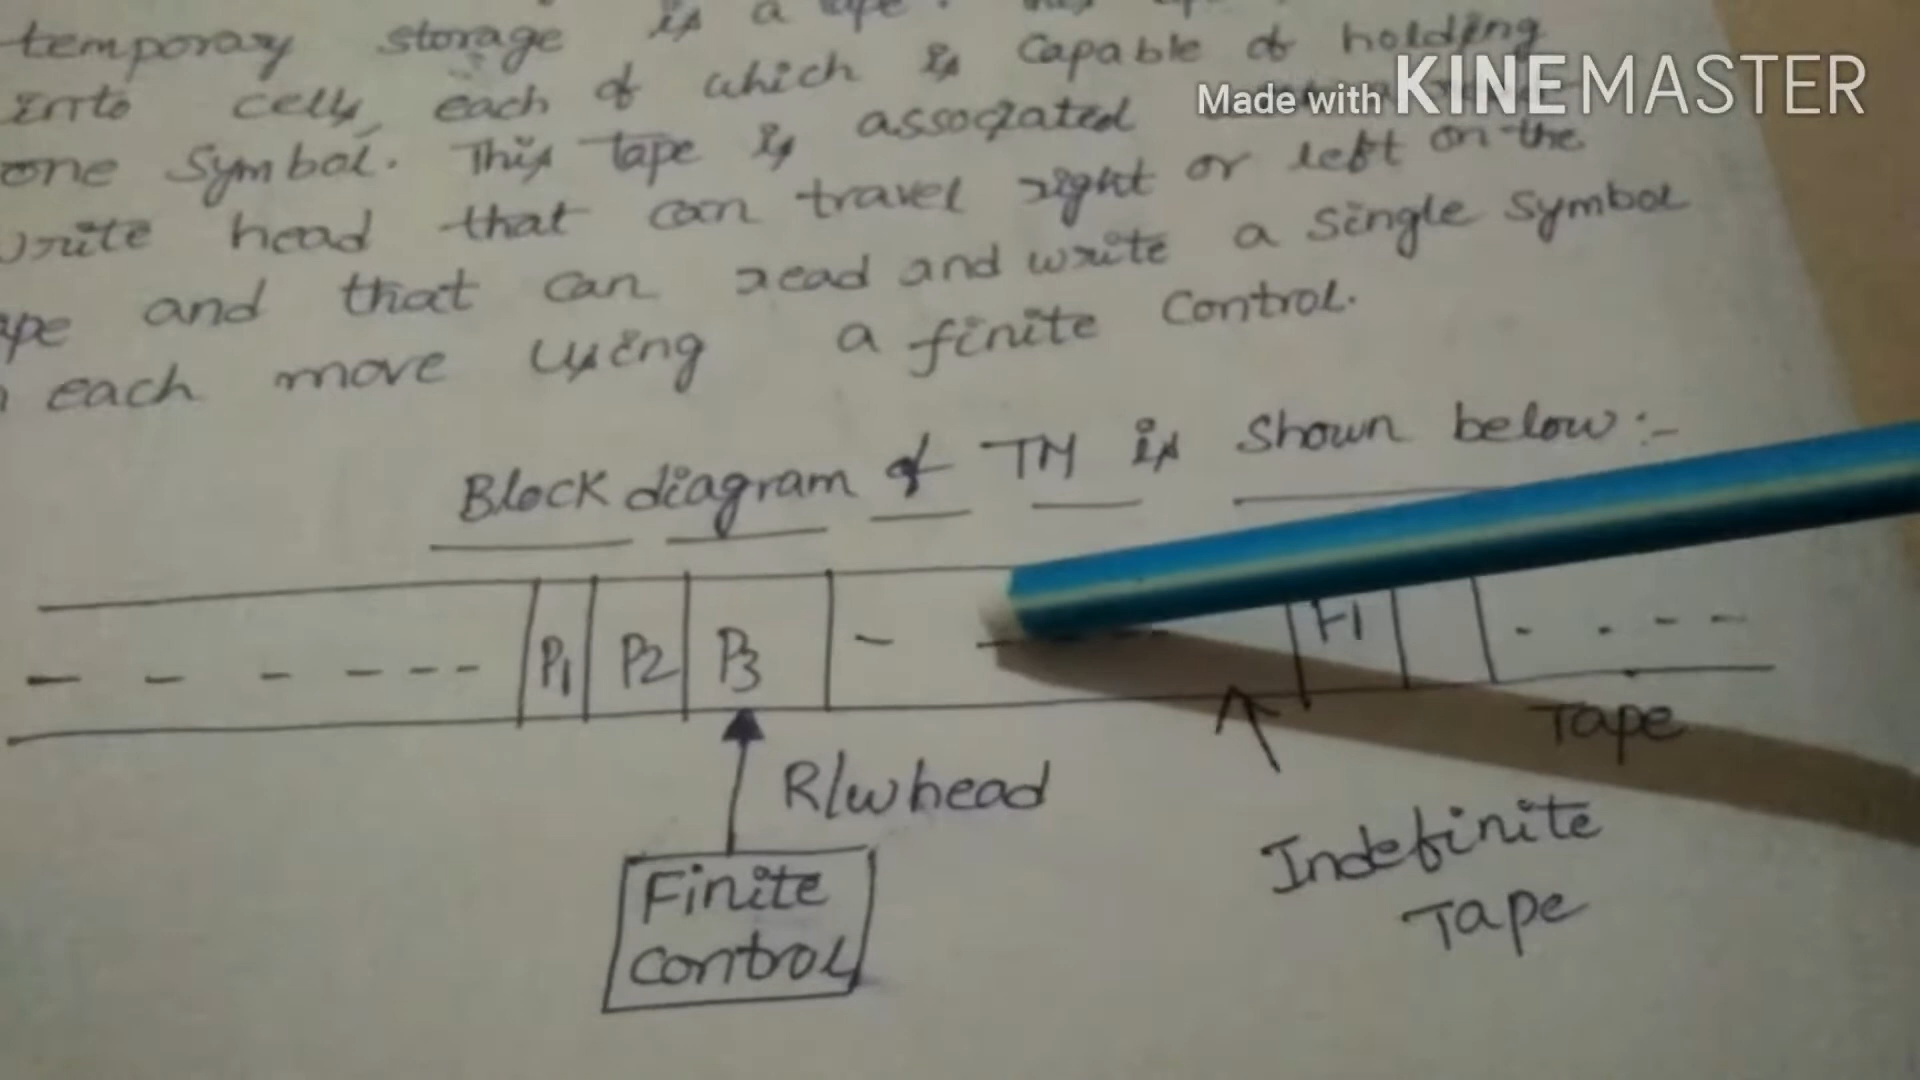 temporary storage is a tape.
into cells, each of which is capable of holding
one symbol. This tape is associated
write head that can travel right or left on the
and that can read and write a single symbol
each move using a finite control.
Block diagram of TM is shown below:-
P1 P2 P3
Tape
R/w head
Indefinite
Tape
Finite
control
Made with KINEMASTER